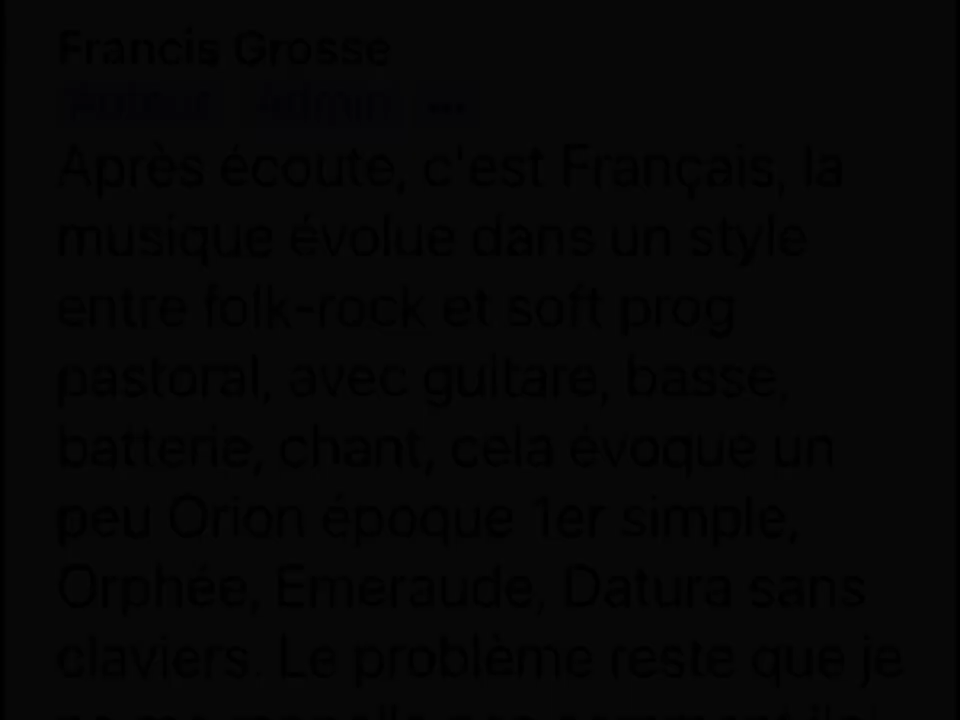 Francis Grosse
Après écoute, c'est Français, la
musique évolue dans un style
entre folk-rock et soft prog
pastoral, avec guitare, basse,
batterie, chant, cela évoque un
peu Orion époque 1er simple,
Orphée, Emeraude, Datura sans
claviers. Le problème reste que je